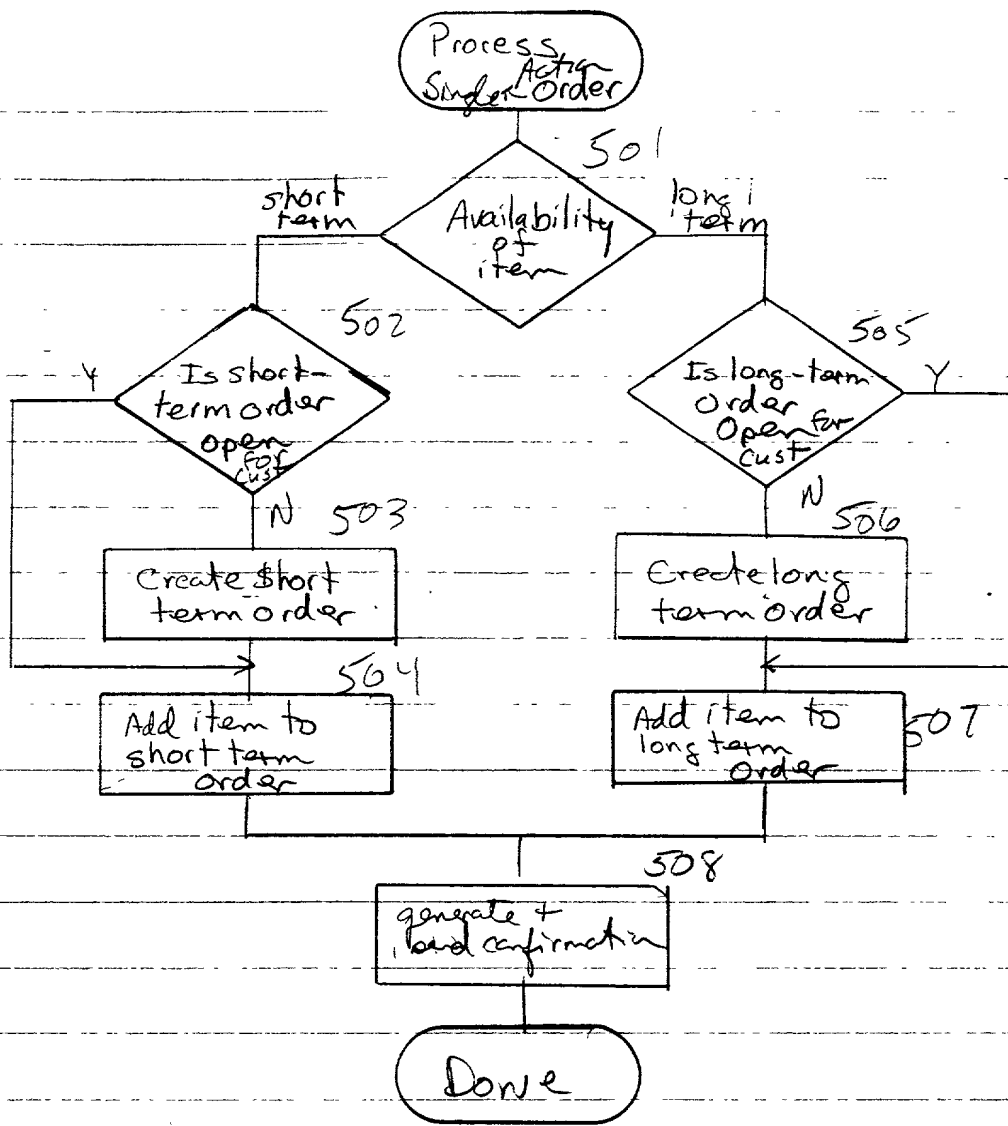 Process
Single Action
Order
501
short
term
long
term
Availability
of
item
502
505
Y
Is short-
term order
open
for
cust
Is long-term
order
Open for
cust
Y
N
503
N
506
Create short
term order
Create long
term order
504
Add item to
short term
order
Add item to
long term
order
507
508
generate +
send confirmation
Done